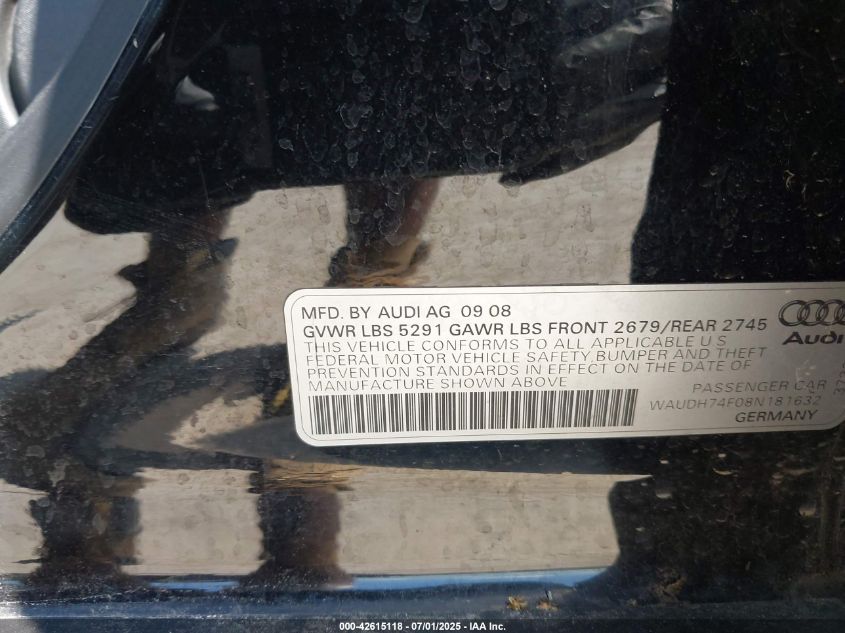 MFD. BY AUDI AG 09 08
GVWR LBS 5291 GAWR LBS FRONT 2679/REAR 2745
THIS VEHICLE CONFORMS TO ALL APPLICABLE U S
FEDERAL MOTOR VEHICLE SAFETY, BUMPER AND THEFT
PREVENTION STANDARDS IN EFFECT ON THE DATE OF
MANUFACTURE SHOWN ABOVE
Audi
PASSENGER CAR
WAUDH74F08N181632
GERMANY
000-42615118 - 07/01/2025 - IAA Inc.